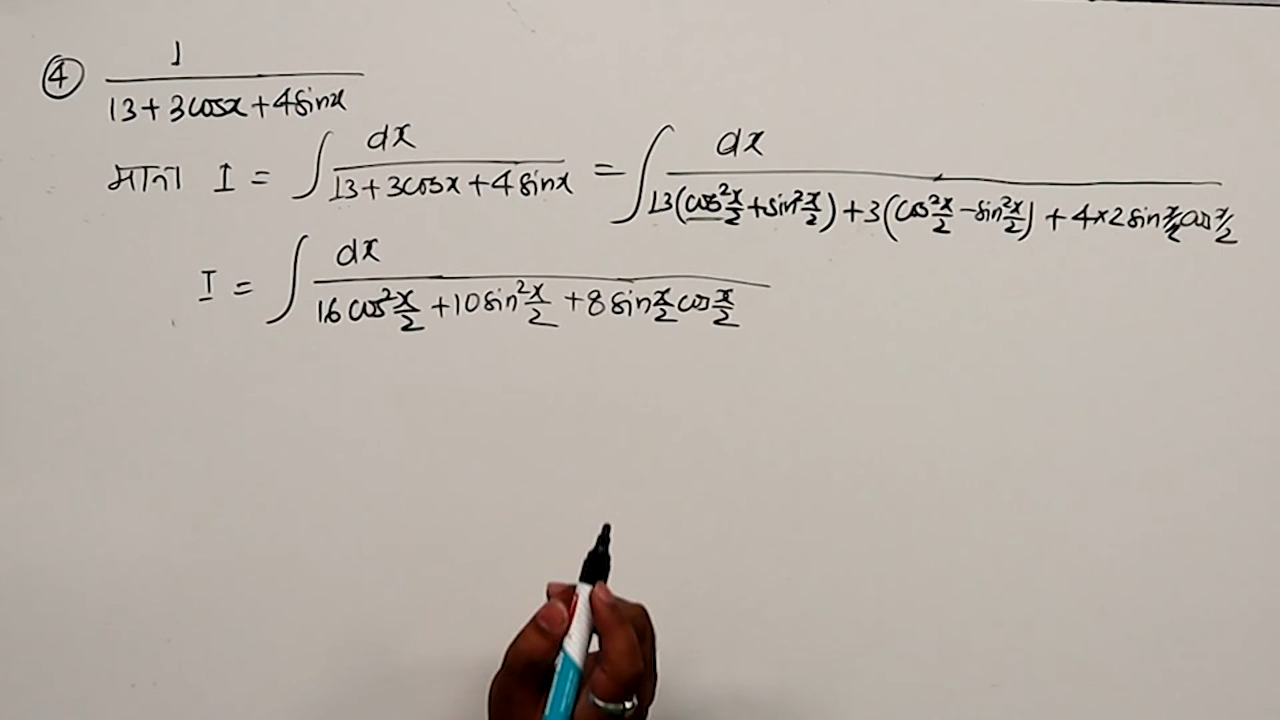 ④ 1/(13+3cosx+4sinx)
माना I = ∫ dx/(13+3cosx+4sinx) = ∫ dx/(13(cos²x/2+sin²x/2)+3(cos²x/2-sin²x/2)+4×2sinx/2cosx/2)
I = ∫ dx/(16cos²x/2+10sin²x/2+8sinx/2cosx/2)